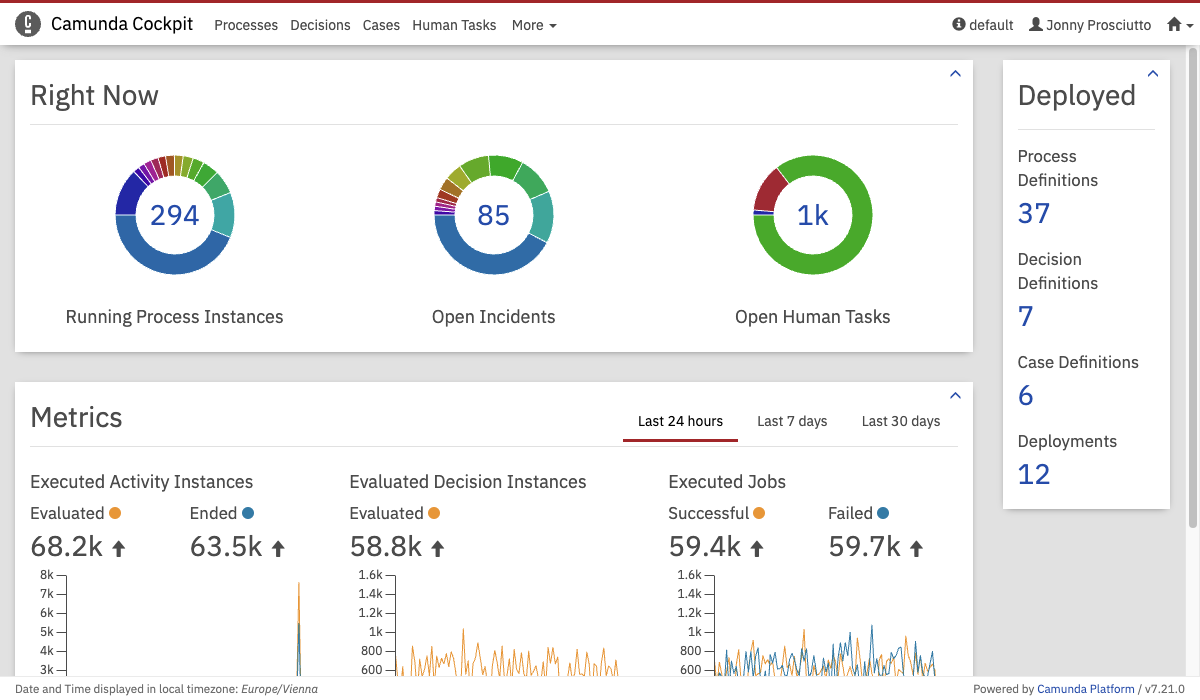 Camunda Cockpit Processes Decisions Cases Human Tasks More default Jonny Prosciutto
Right Now
294 85 1k
Running Process Instances Open Incidents Open Human Tasks
Deployed
Process
Definitions
37
Decision
Definitions
7
Case Definitions
6
Deployments
12
Metrics Last 24 hours Last 7 days Last 30 days
Executed Activity Instances
Evaluated Ended
68.2k 63.5k
8k
7k
6k
5k
4k
3k
Evaluated Decision Instances
Evaluated
58.8k
1.6k
1.4k
1.2k
1k
800
600
Executed Jobs
Successful Failed
59.4k 59.7k
1.6k
1.4k
1.2k
1k
800
600
Date and Time displayed in local timezone: Europe/Vienna Powered by Camunda Platform / v7.21.0